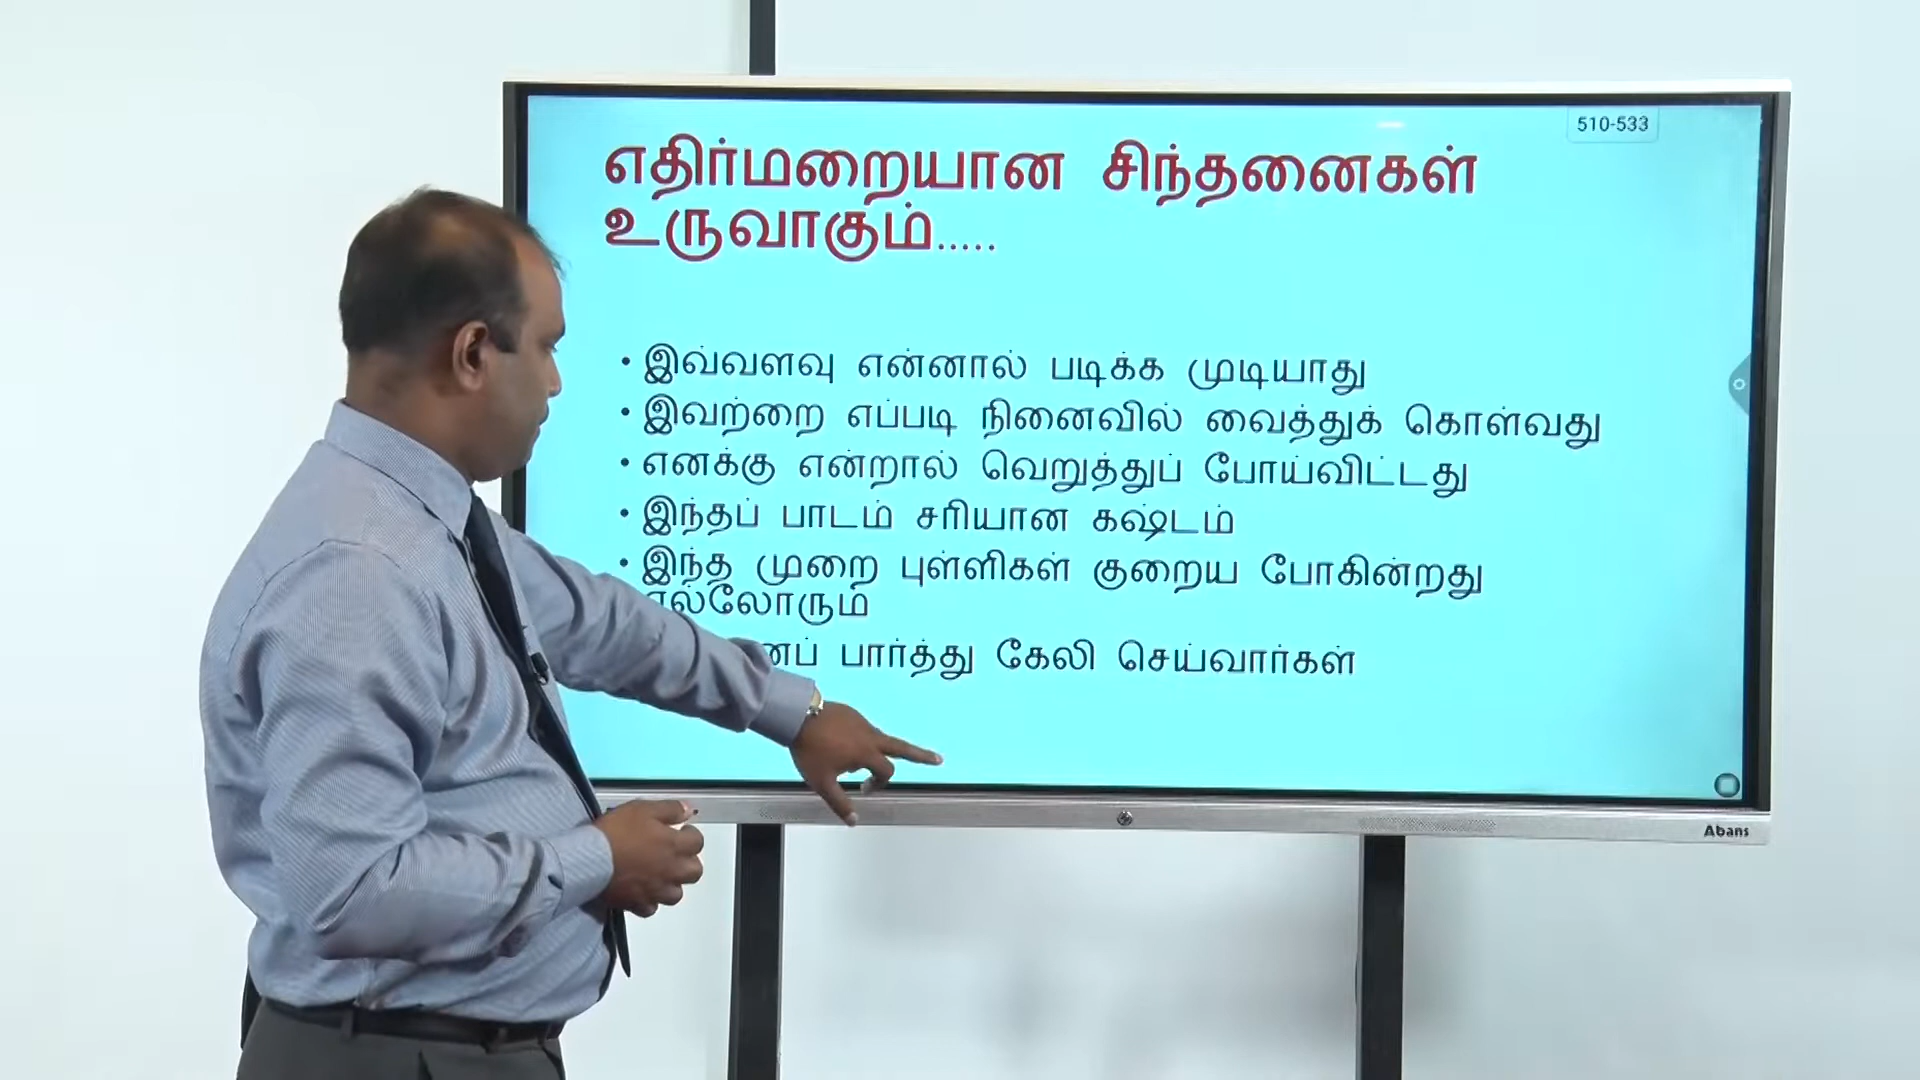 510-533
எதிர்மறையான சிந்தனைகள்
உருவாகும்.....
• இவ்வளவு என்னால் படிக்க முடியாது
• இவற்றை எப்படி நினைவில் வைத்துக் கொள்வது
• எனக்கு என்றால் வெறுத்துப் போய்விட்டது
• இந்தப் பாடம் சரியான கஷ்டம்
• இந்த முறை புள்ளிகள் குறைய போகின்றது
எல்லோரும்
பார்த்து கேலி செய்வார்கள்
Abans